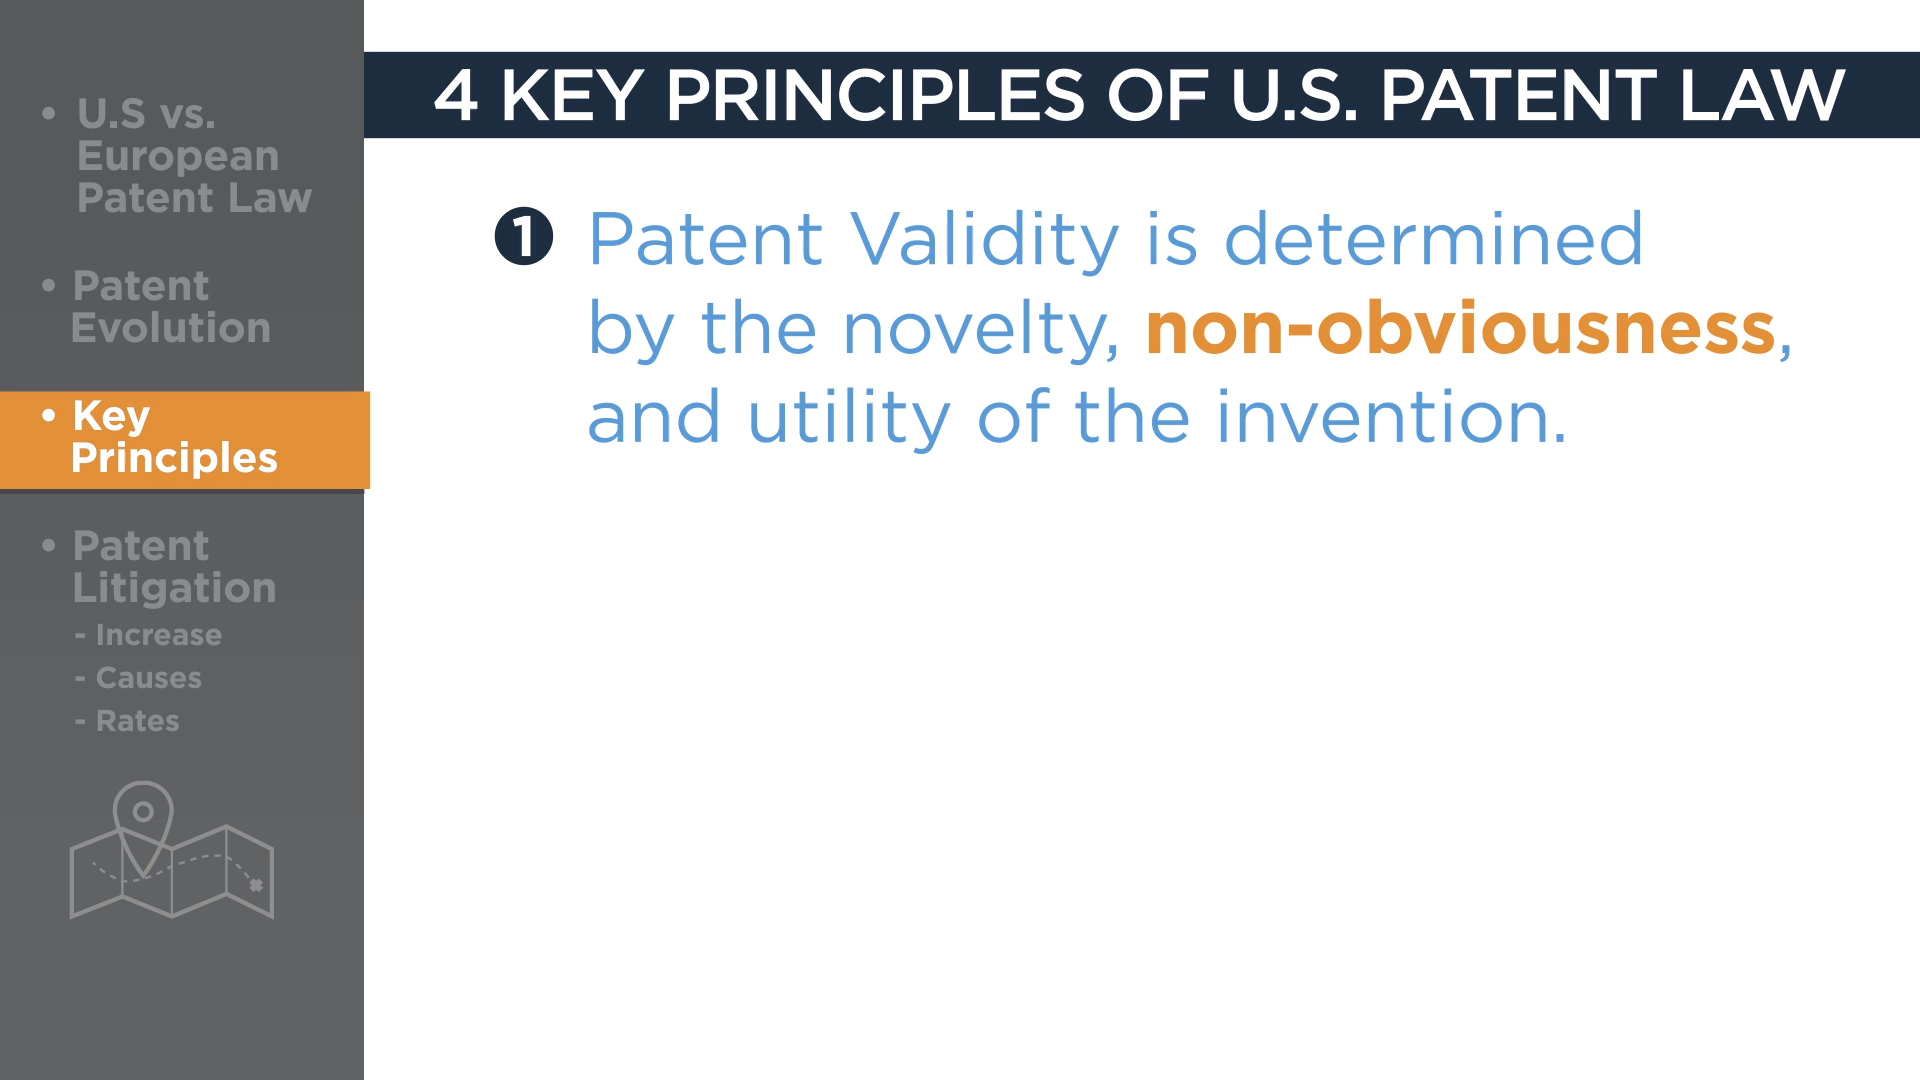 • U.S vs.
European
Patent Law
• Patent
Evolution
• Key
Principles
• Patent
Litigation
- Increase
- Causes
- Rates
4 KEY PRINCIPLES OF U.S. PATENT LAW
1 Patent Validity is determined
by the novelty, non-obviousness,
and utility of the invention.